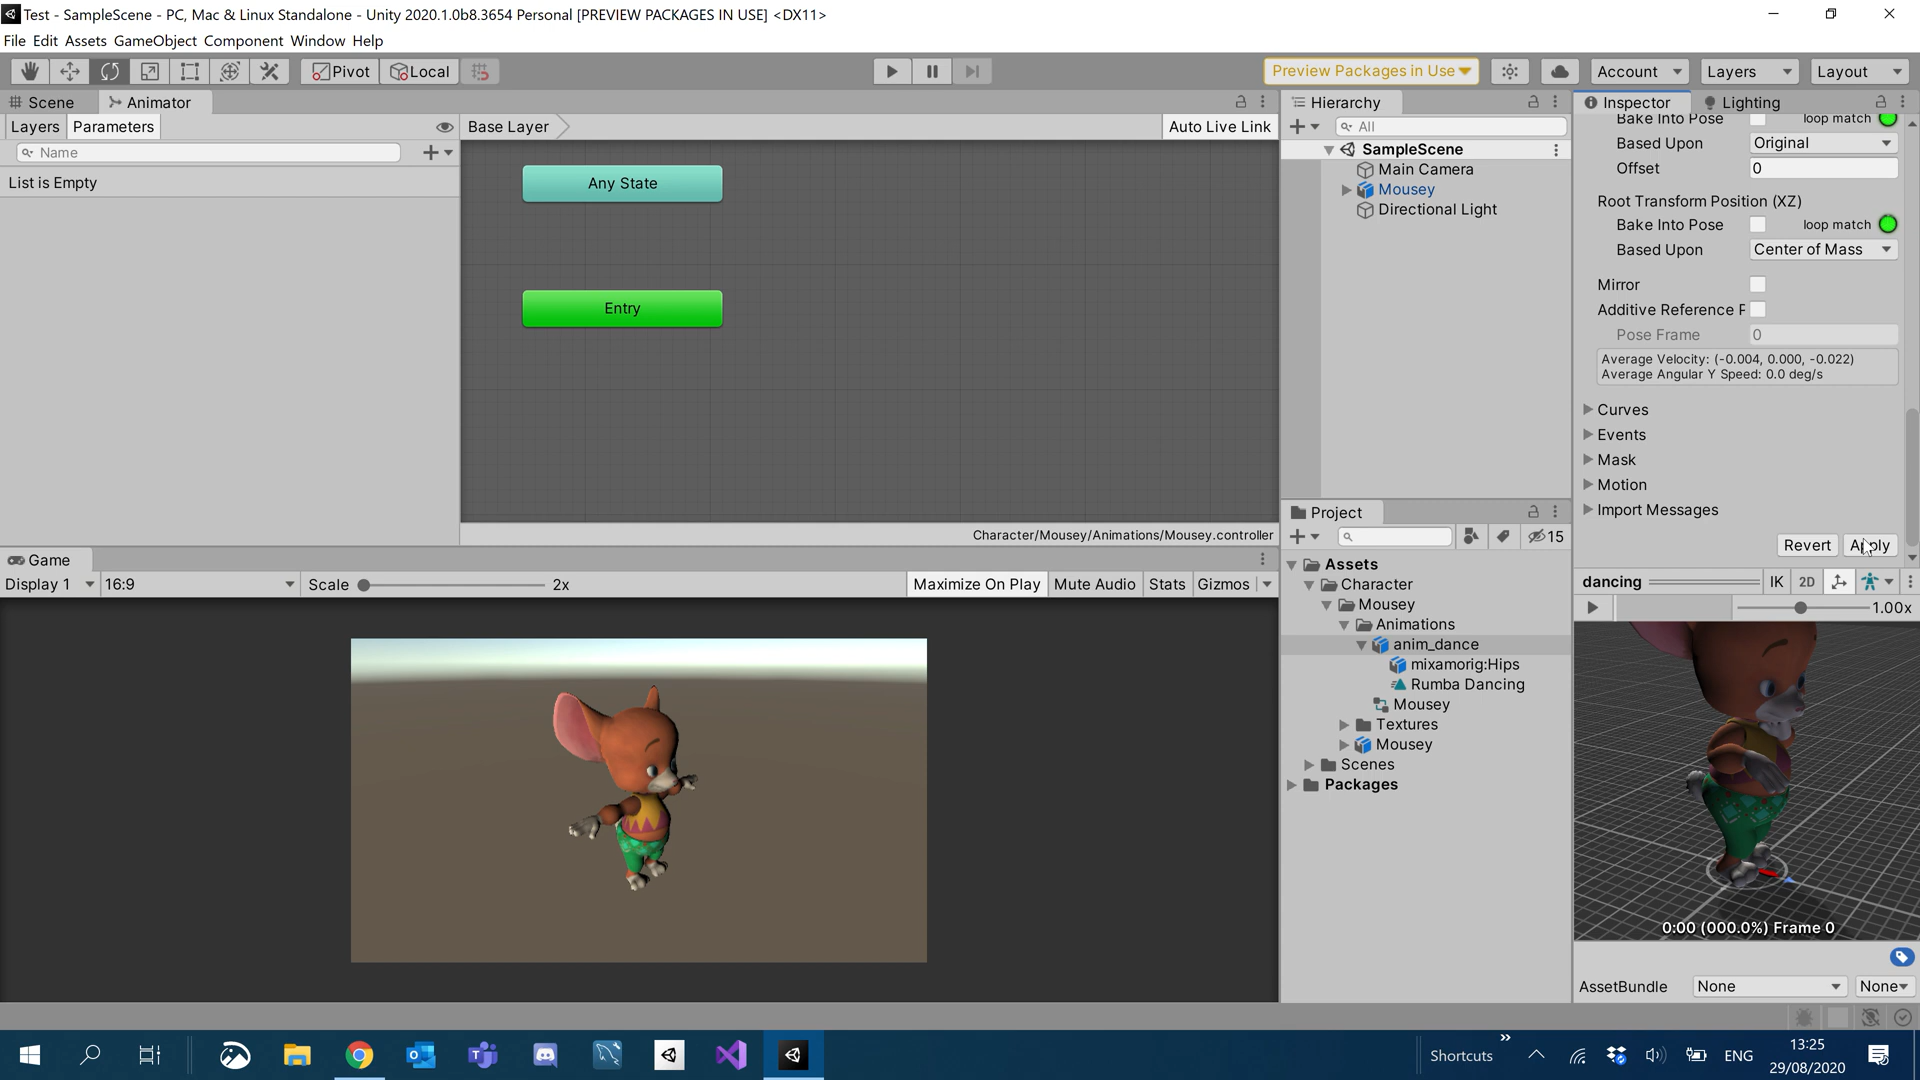 Test - SampleScene - PC, Mac & Linux Standalone - Unity 2020.1.0b8.3654 Personal [PREVIEW PACKAGES IN USE] <DX11>
File Edit Assets GameObject Component Window Help
Pivot Local Preview Packages in Use Account Layers Layout
Scene Animator
Layers Parameters
Name
List is Empty
Base Layer Auto Live Link
Any State
Entry
Character/Mousey/Animations/Mousey.controller
Game
Display 1 16:9 Scale 2x Maximize On Play Mute Audio Stats Gizmos
Hierarchy
All
SampleScene
Main Camera
Mousey
Directional Light
Project
15
Assets
Character
Mousey
Animations
anim_dance
mixamorig:Hips
Rumba Dancing
Mousey
Textures
Mousey
Scenes
Packages
Inspector Lighting
Bake Into Pose loop match
Based Upon Original
Offset 0
Root Transform Position (XZ)
Bake Into Pose loop match
Based Upon Center of Mass
Mirror
Additive Reference P
Pose Frame 0
Average Velocity: (-0.004, 0.000, -0.022)
Average Angular Y Speed: 0.0 deg/s
Curves
Events
Mask
Motion
Import Messages
Revert Apply
dancing IK 2D
1.00x
0:00 (000.0%) Frame 0
AssetBundle None None
Shortcuts ENG
13:25
29/08/2020